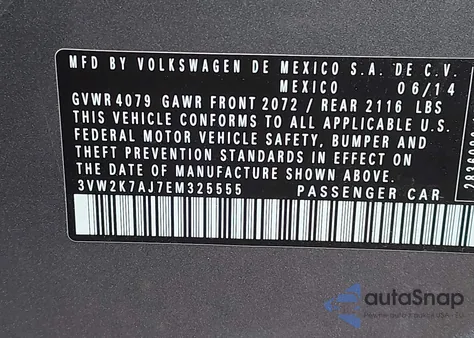 MFD BY VOLKSWAGEN DE MEXICO S.A. DE C.V.
MEXICO 06/14
GVWR 4079 GAWR FRONT 2072 / REAR 2116 LBS
THIS VEHICLE CONFORMS TO ALL APPLICABLE U.S.
FEDERAL MOTOR VEHICLE SAFETY, BUMPER AND
THEFT PREVENTION STANDARDS IN EFFECT ON
THE DATE OF MANUFACTURE SHOWN ABOVE.
3VW2K7AJ7EM325555 PASSENGER CAR
autoSnap